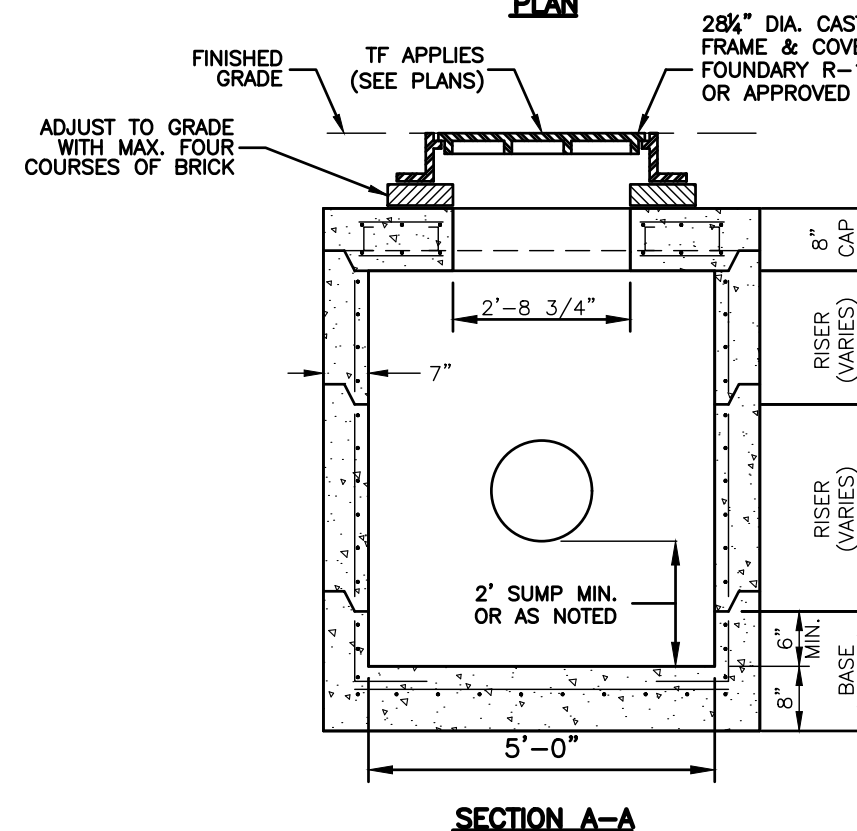 PLAN
28¼" DIA. CAST
FRAME & COVE
FOUNDARY R-1
OR APPROVED
FINISHED
GRADE
TF APPLIES
(SEE PLANS)
ADJUST TO GRADE
WITH MAX. FOUR
COURSES OF BRICK
8"
CAP
2'-8 3/4"
RISER
(VARIES)
7"
RISER
(VARIES)
2' SUMP MIN.
OR AS NOTED
6"
MIN.
8"
BASE
5'-0"
SECTION A-A